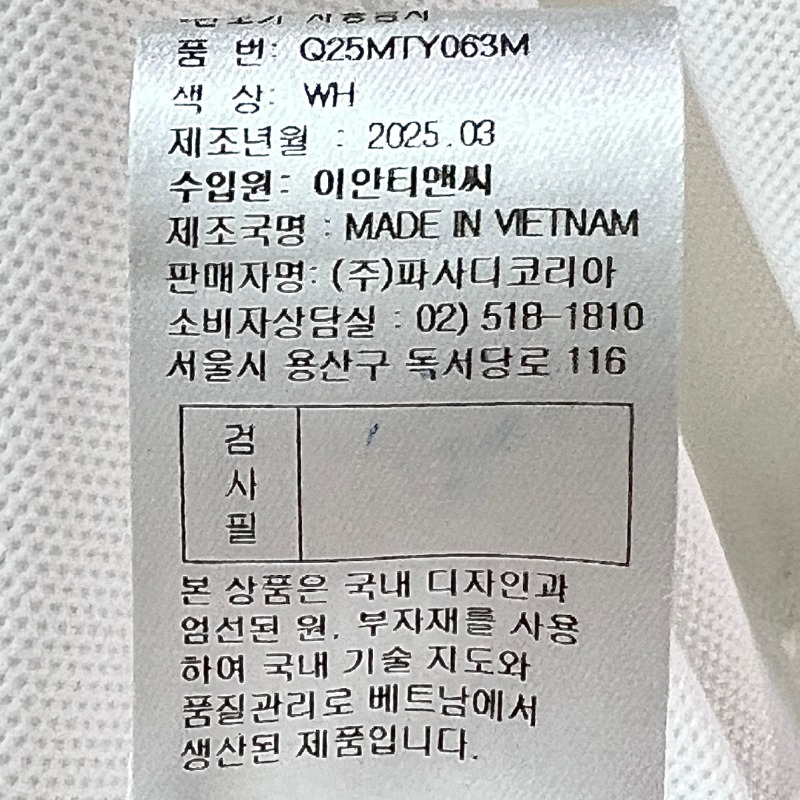 품 번: Q25MTY063M
색 상: WH
제조년월 : 2025.03
수입원: 이안티앤씨
제조국명 : MADE IN VIETNAM
판매자명: (주)파사디코리아
소비자상담실 : 02) 518-1810
서울시 용산구 독서당로 116
검
사
필
본 상품은 국내 디자인과
엄선된 원, 부자재를 사용
하여 국내 기술 지도와
품질관리로 베트남에서
생산된 제품입니다.